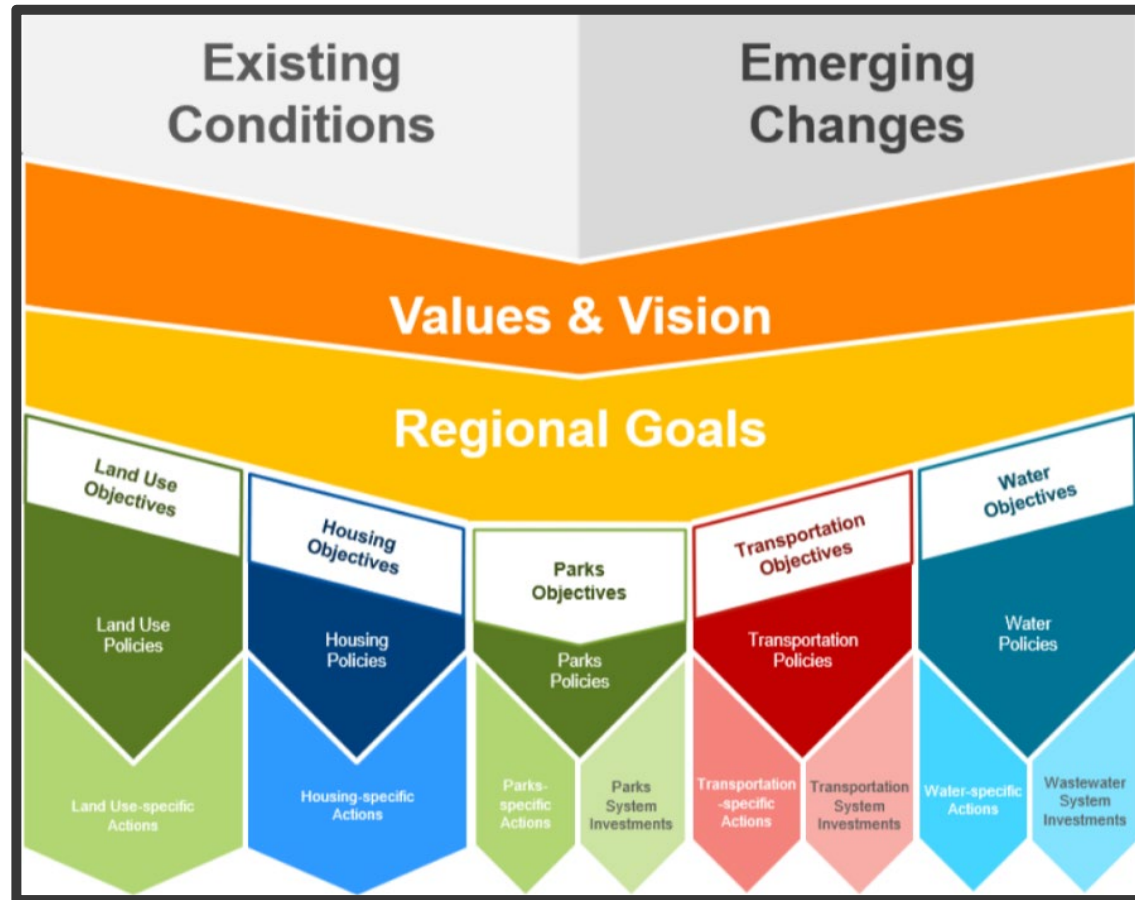 Existing
Conditions
Emerging
Changes
Values & Vision
Regional Goals
Land Use
Objectives
Housing
Objectives
Parks
Objectives
Transportation
Objectives
Water
Objectives
Land Use
Policies
Housing
Policies
Parks
Policies
Transportation
Policies
Water
Policies
Land Use-specific
Actions
Housing-specific
Actions
Parks-
specific
Actions
Parks
System
Investments
Transportation
-specific
Actions
Transportation
System
Investments
Water-specific
Actions
Wastewater
System
Investments